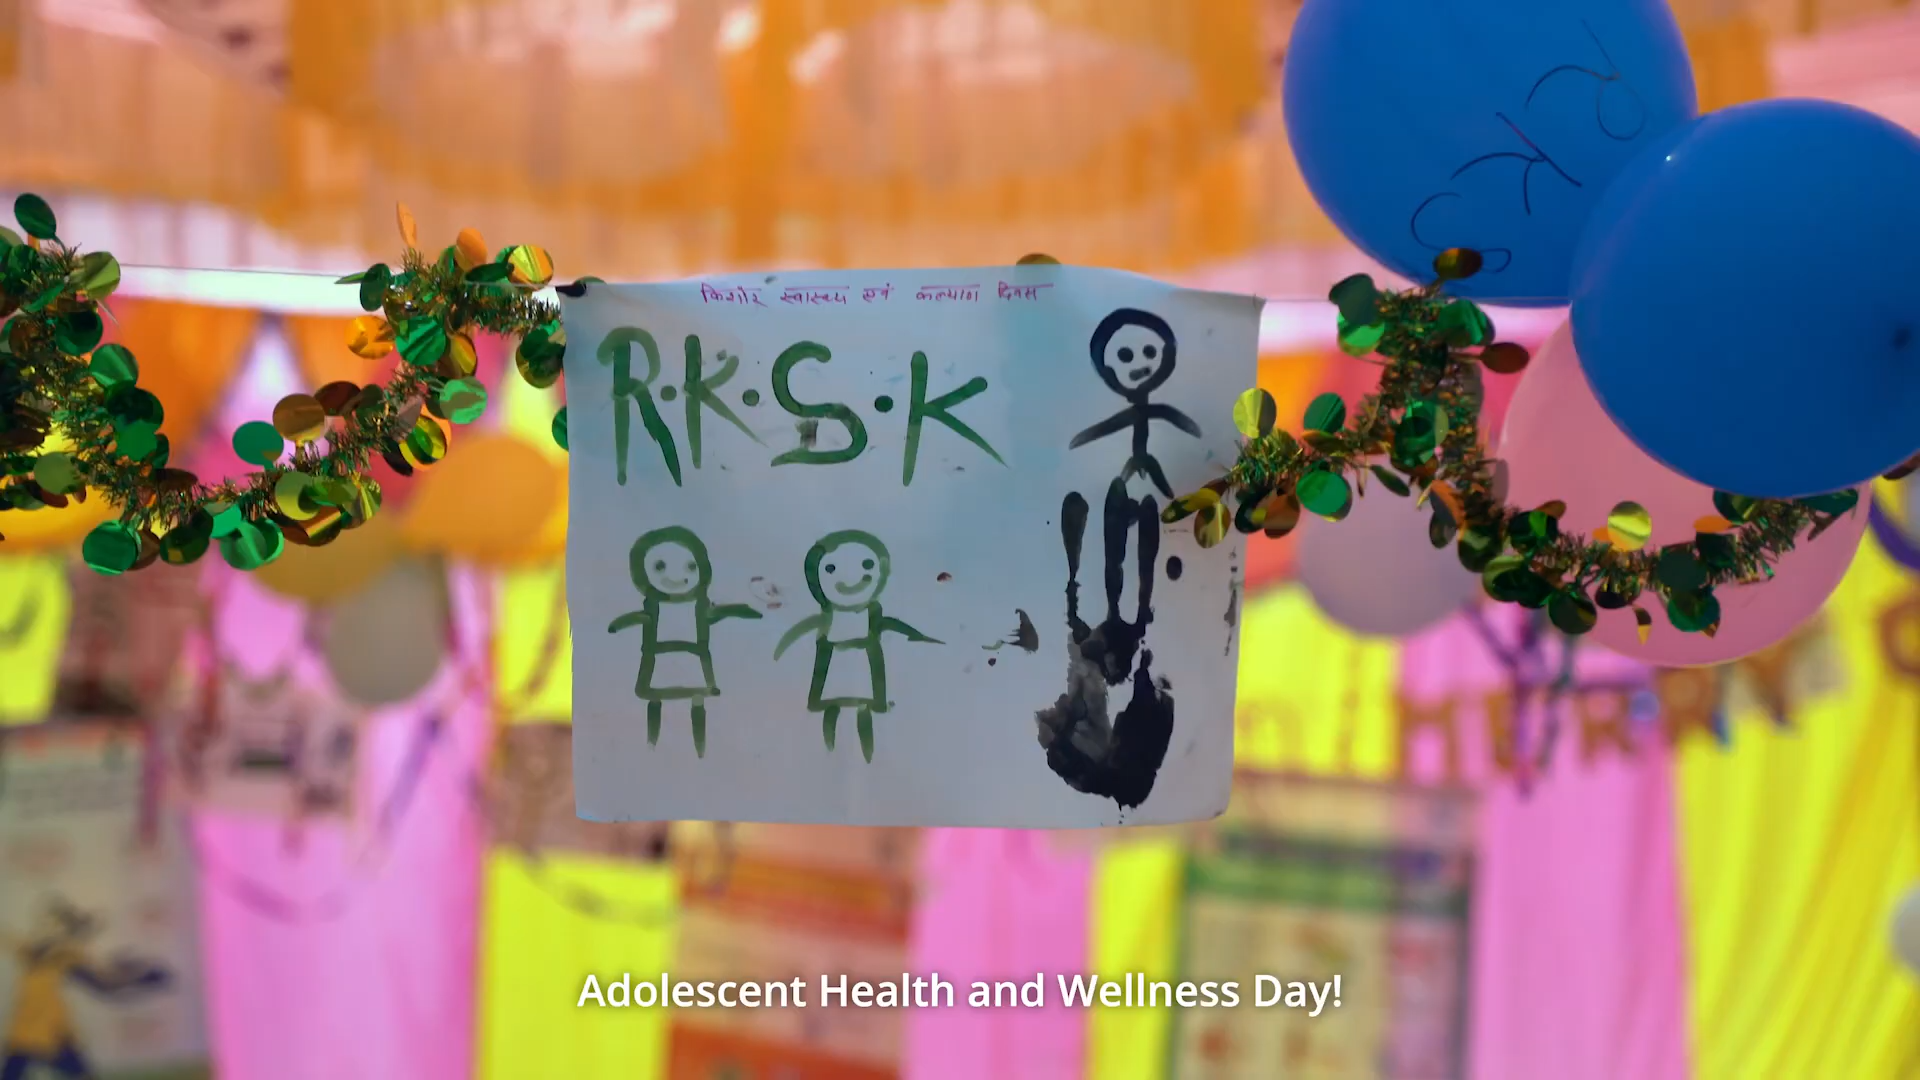 किशोर स्वास्थ्य एवं कल्याण दिवस
R.K.S.K
Adolescent Health and Wellness Day!